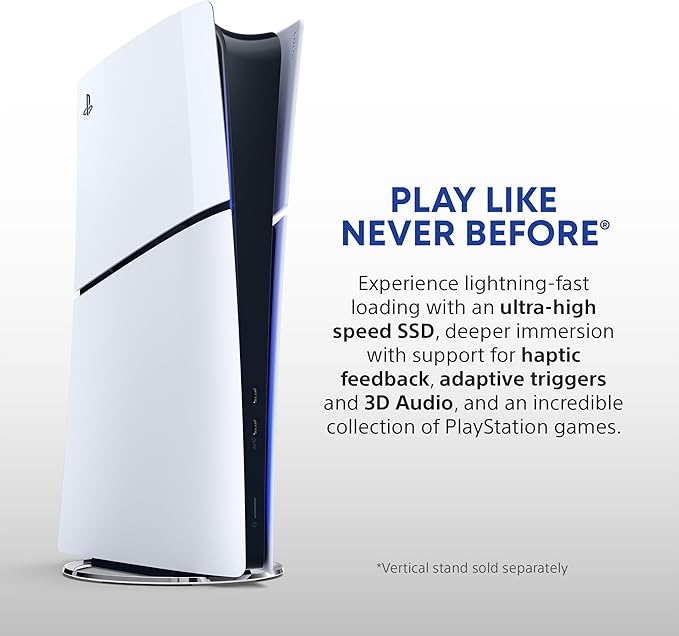 PLAY LIKE
NEVER BEFORE®
Experience lightning-fast
loading with an ultra-high
speed SSD, deeper immersion
with support for haptic
feedback, adaptive triggers
and 3D Audio, and an incredible
collection of PlayStation games.
*Vertical stand sold separately